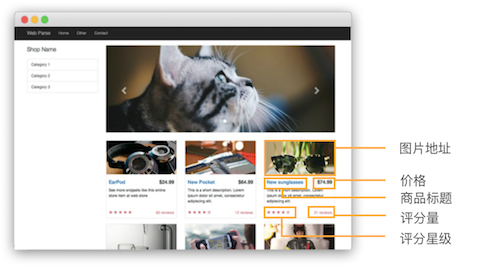 Web Parse Home Other Contact
Shop Name
Category 1
Category 2
Category 3
EarPod $24.99
See more snippets like this online store item at web store
New Pocket $64.99
This is a short description. Lorem ipsum dolor sit amet, consectetur adipiscing elit.
New sunglasses $74.99
This is a short description. Lorem ipsum dolor sit amet, consectetur adipiscing elit.
12 reviews
31 reviews
图片地址
价格
商品标题
评分量
评分星级